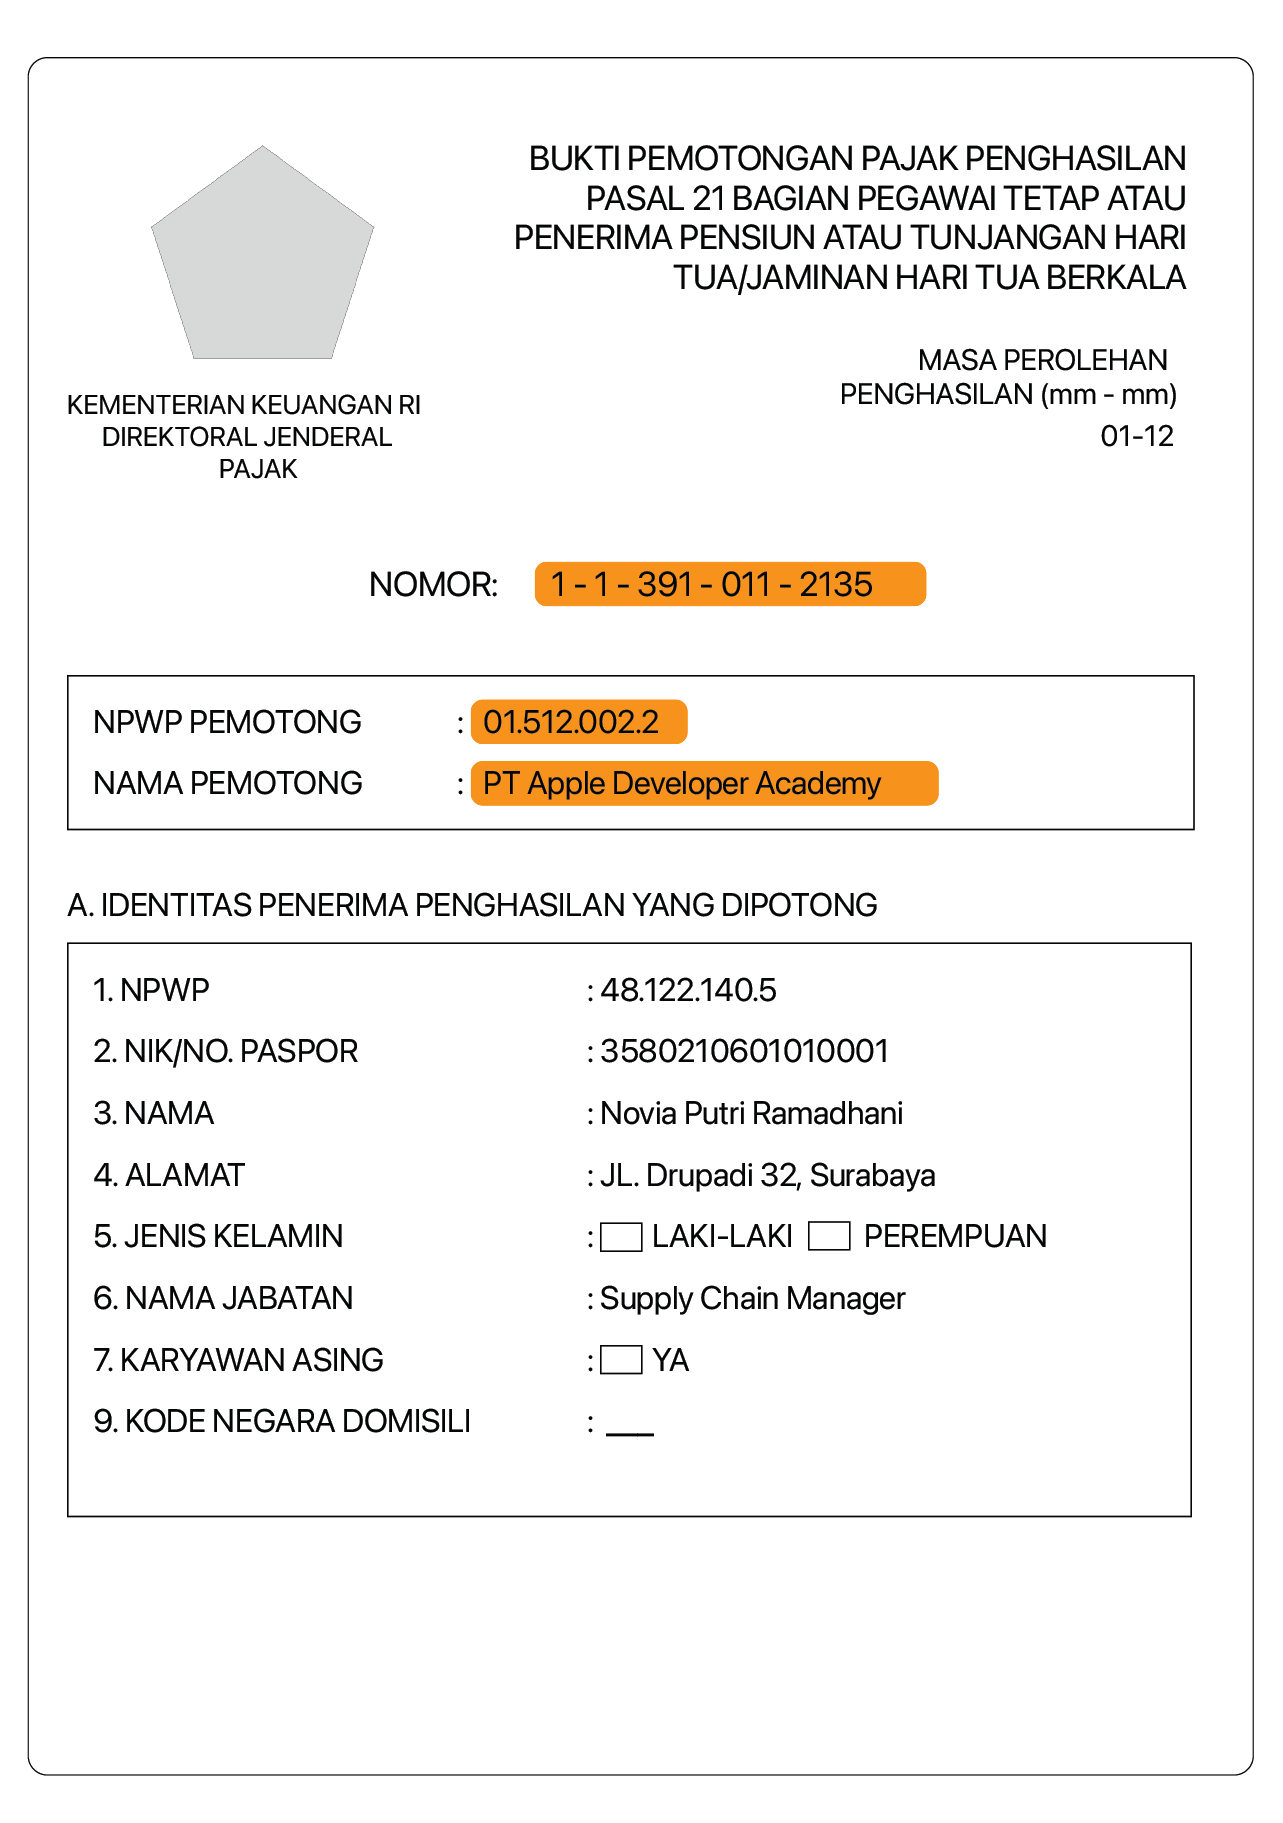 BUKTI PEMOTONGAN PAJAK PENGHASILAN
PASAL 21 BAGIAN PEGAWAI TETAP ATAU
PENERIMA PENSIUN ATAU TUNJANGAN HARI
TUA/JAMINAN HARI TUA BERKALA
MASA PEROLEHAN
PENGHASILAN (mm - mm)
01-12
KEMENTERIAN KEUANGAN RI
DIREKTORAL JENDERAL
PAJAK
NOMOR: 1 - 1 - 391 - 011 - 2135
NPWP PEMOTONG : 01.512.002.2
NAMA PEMOTONG : PT Apple Developer Academy
A. IDENTITAS PENERIMA PENGHASILAN YANG DIPOTONG
1. NPWP : 48.122.140.5
2. NIK/NO. PASPOR : 3580210601010001
3. NAMA : Novia Putri Ramadhani
4. ALAMAT : JL. Drupadi 32, Surabaya
5. JENIS KELAMIN : LAKI-LAKI PEREMPUAN
6. NAMA JABATAN : Supply Chain Manager
7. KARYAWAN ASING : YA
9. KODE NEGARA DOMISILI : ___